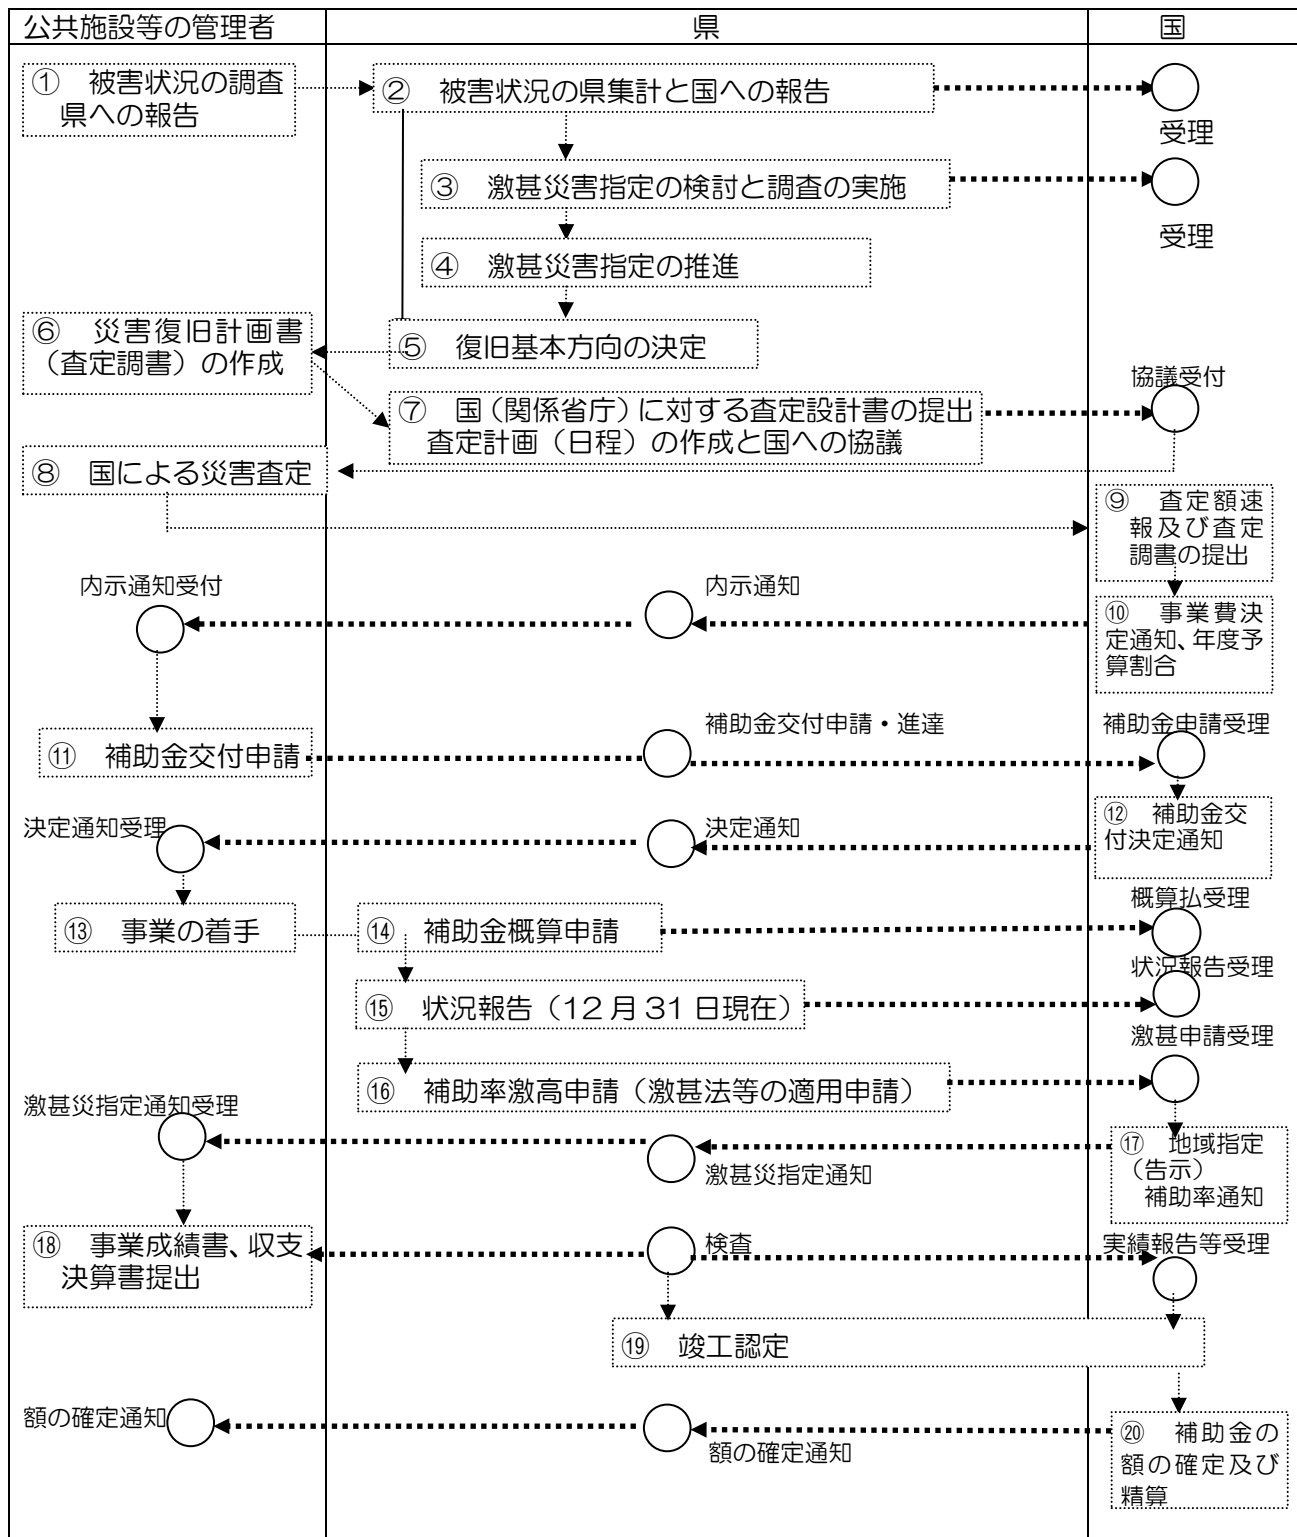 公共施設等の管理者
県
国
① 被害状況の調査
県への報告
② 被害状況の県集計と国への報告
受理
③ 激甚災害指定の検討と調査の実施
受理
④ 激甚災害指定の推進
⑤ 復旧基本方向の決定
⑥ 災害復旧計画書
（査定調書）の作成
協議受付
⑦ 国（関係省庁）に対する査定設計書の提出
査定計画（日程）の作成と国への協議
⑧ 国による災害査定
⑨ 査定額速
報及び査定
調書の提出
内示通知受付
内示通知
⑩ 事業費決
定通知、年度予
算割合
補助金交付申請・進達
補助金申請受理
⑪ 補助金交付申請
決定通知受理
決定通知
⑫ 補助金交
付決定通知
概算払受理
⑬ 事業の着手
⑭ 補助金概算申請
状況報告受理
⑮ 状況報告（12月31日現在）
激甚申請受理
⑯ 補助率激高申請（激甚法等の適用申請）
激甚災指定通知受理
激甚災指定通知
⑰ 地域指定
（告示）
補助率通知
⑱ 事業成績書、収支
決算書提出
検査
実績報告等受理
⑲ 竣工認定
額の確定通知
額の確定通知
⑳ 補助金の
額の確定及び
精算